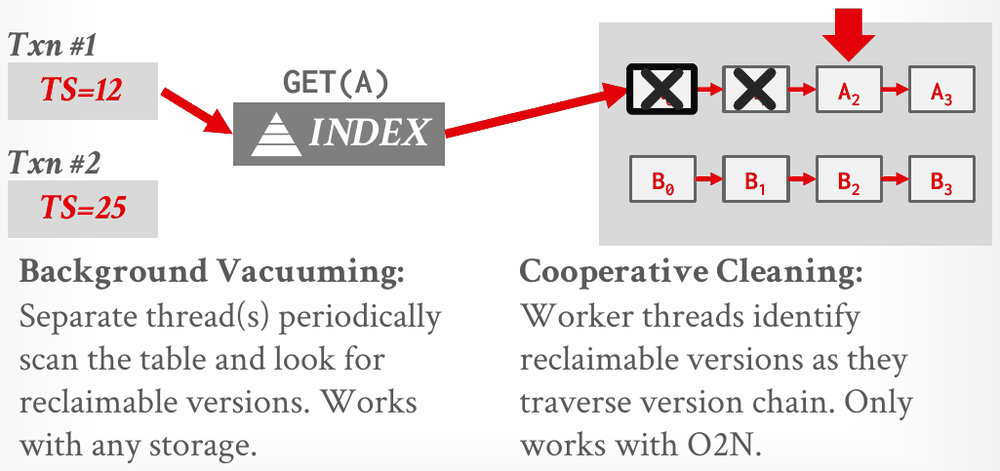 Txn #1
TS=12
GET(A)
INDEX
A2
A3
Txn #2
TS=25
B0
B1
B2
B3
Background Vacuuming:
Separate thread(s) periodically
scan the table and look for
reclaimable versions. Works
with any storage.
Cooperative Cleaning:
Worker threads identify
reclaimable versions as they
traverse version chain. Only
works with O2N.